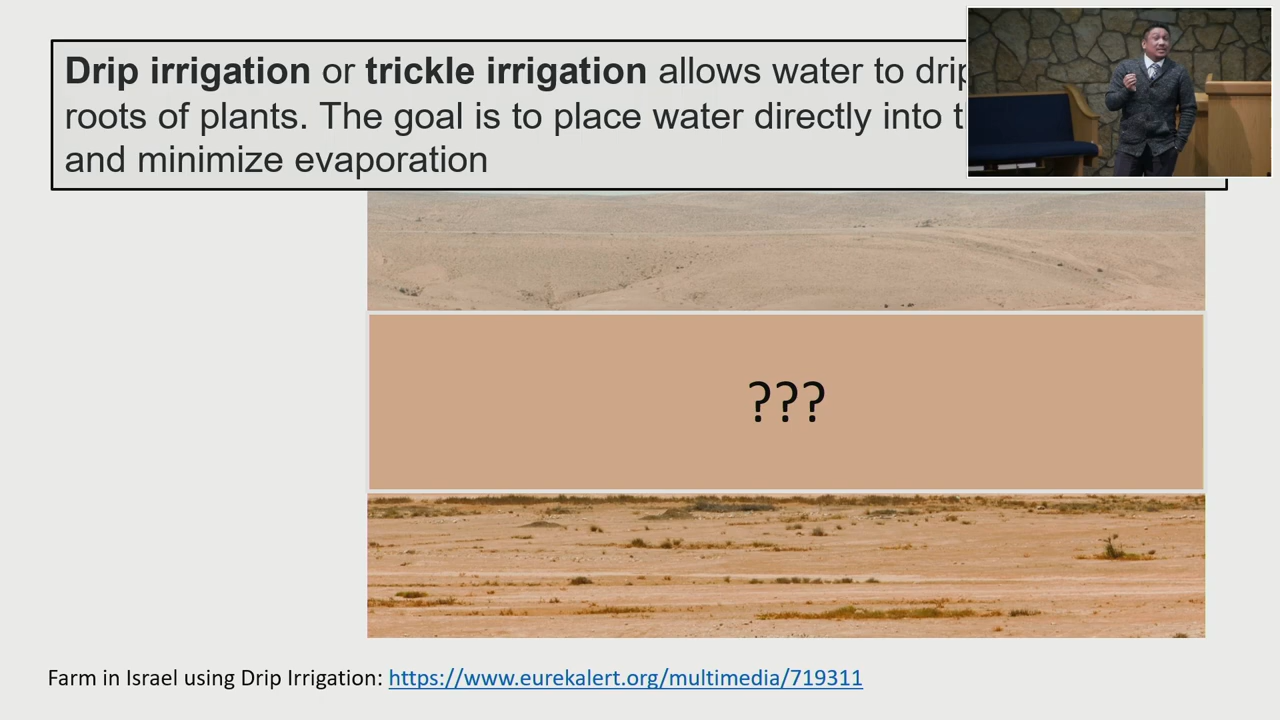 Drip irrigation or trickle irrigation allows water to drip
roots of plants. The goal is to place water directly into t
and minimize evaporation
???
Farm in Israel using Drip Irrigation: https://www.eurekalert.org/multimedia/719311